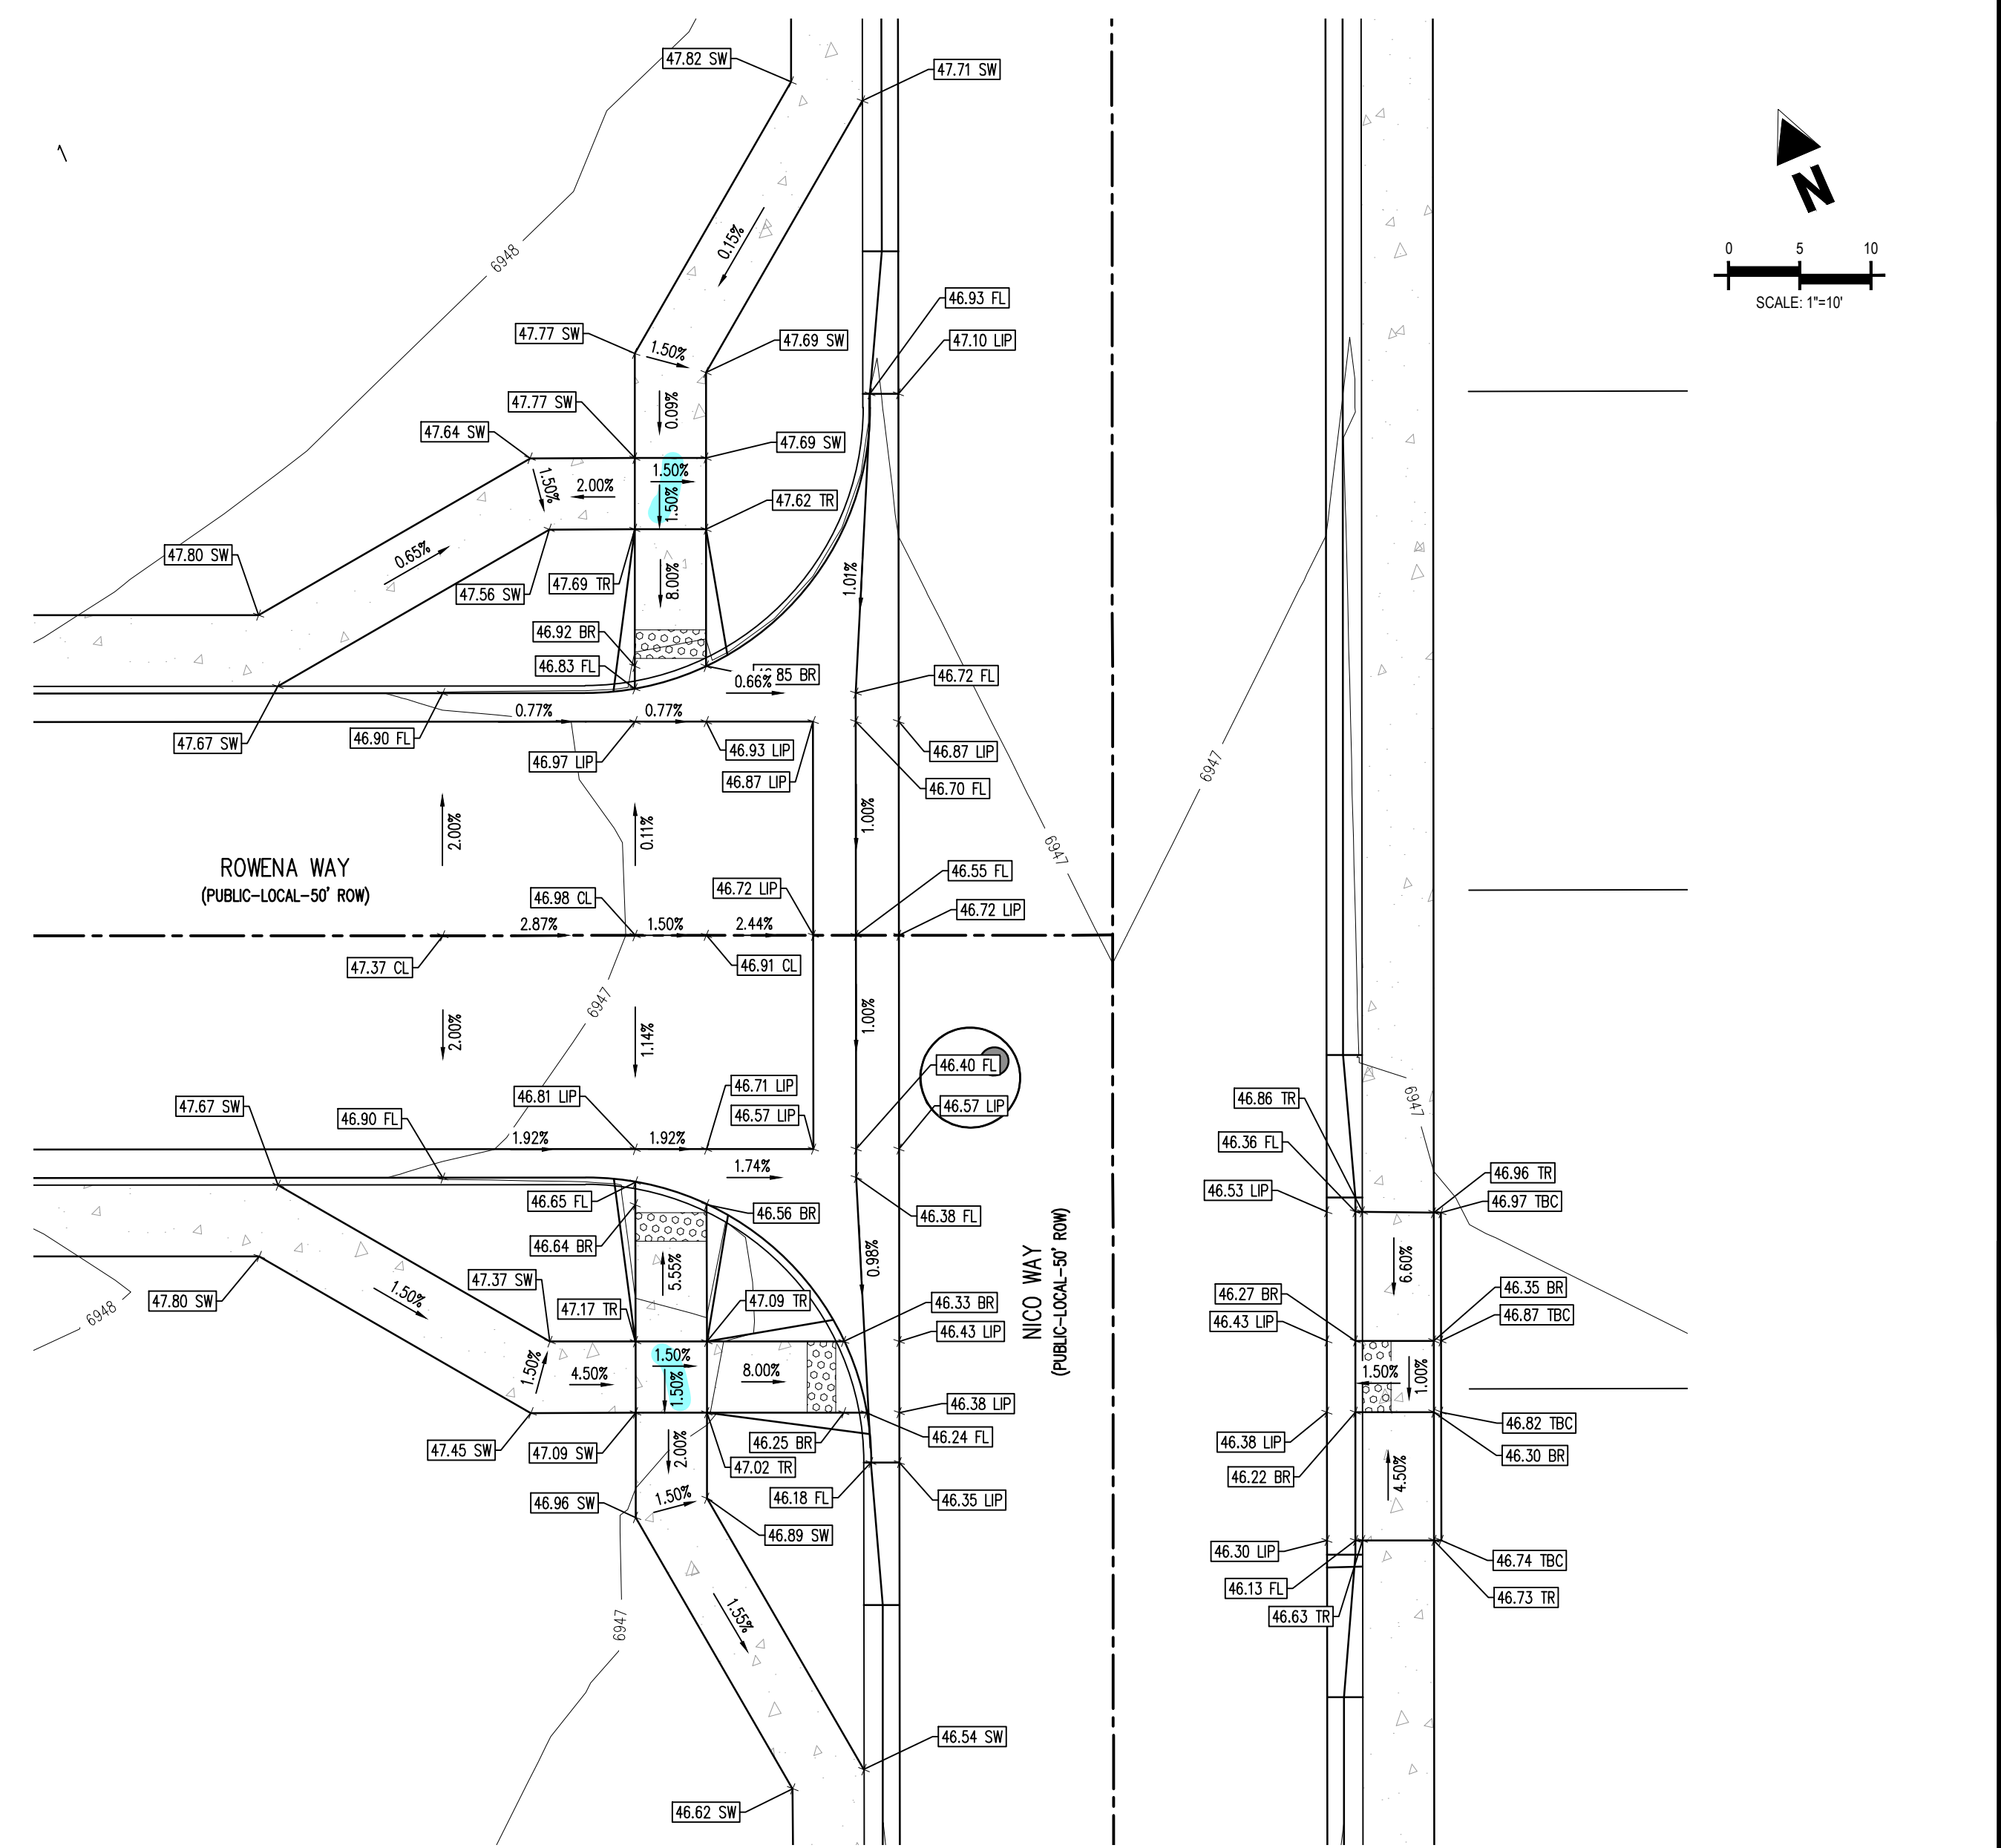 47.82 SW
47.71 SW
N
0 5 10
SCALE: 1"=10'
0.15%
6948
46.93 FL
47.10 LIP
47.77 SW
1.50%
47.69 SW
47.77 SW
0.09%
47.64 SW
47.69 SW
1.50%
1.50%
2.00%
1.50%
47.62 TR
47.80 SW
0.65%
47.56 SW
47.69 TR
8.00%
1.01%
46.92 BR
46.83 FL
85 BR
0.66%
46.72 FL
0.77%
0.77%
47.67 SW
46.90 FL
46.97 LIP
46.93 LIP
46.87 LIP
46.87 LIP
46.70 FL
6947
6947
2.00%
0.11%
1.00%
ROWENA WAY
(PUBLIC-LOCAL-50' ROW)
46.98 CL
46.72 LIP
46.55 FL
46.72 LIP
2.87%
1.50%
2.44%
47.37 CL
46.91 CL
6947
2.00%
1.14%
1.00%
46.40 FL
46.57 LIP
47.67 SW
46.90 FL
46.81 LIP
46.71 LIP
46.57 LIP
1.92%
1.92%
1.74%
46.86 TR
46.36 FL
46.53 LIP
6947
46.96 TR
46.97 TBC
46.65 FL
46.56 BR
46.38 FL
46.64 BR
5.55%
0.98%
NICO WAY
(PUBLIC-LOCAL-50' ROW)
6.60%
47.80 SW
6948
1.50%
47.37 SW
47.17 TR
47.09 TR
46.33 BR
46.43 LIP
46.27 BR
46.43 LIP
46.35 BR
46.87 TBC
1.50%
4.50%
1.50%
1.50%
8.00%
1.50%
1.00%
47.45 SW
47.09 SW
2.00%
47.02 TR
46.25 BR
46.38 LIP
46.24 FL
46.38 LIP
46.22 BR
46.82 TBC
46.30 BR
4.50%
46.96 SW
1.50%
46.18 FL
46.35 LIP
46.89 SW
46.30 LIP
46.13 FL
46.63 TR
46.74 TBC
46.73 TR
6947
1.55%
46.54 SW
46.62 SW